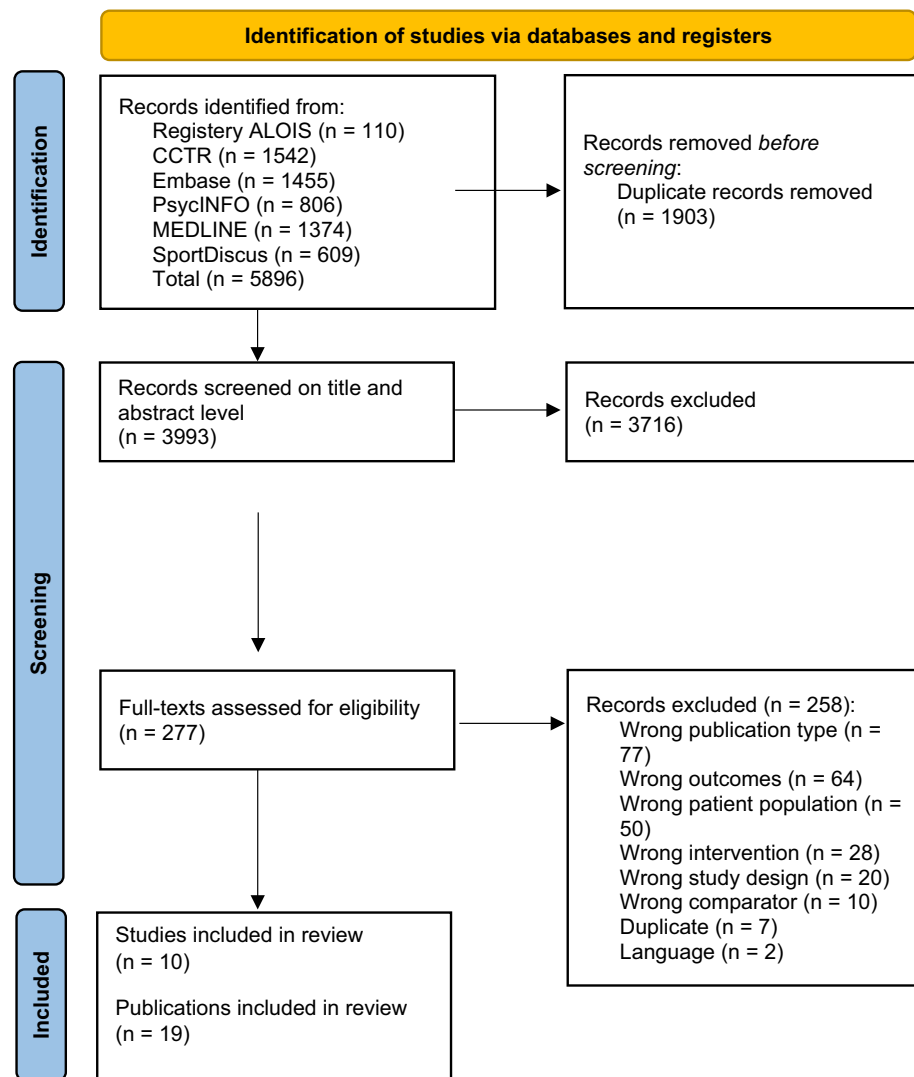 Identification of studies via databases and registers
Identification
Records identified from:
Registery ALOIS (n = 110)
CCTR (n = 1542)
Embase (n = 1455)
PsycINFO (n = 806)
MEDLINE (n = 1374)
SportDiscus (n = 609)
Total (n = 5896)
Records removed before
screening:
Duplicate records removed
(n = 1903)
Screening
Records screened on title and
abstract level
(n = 3993)
Records excluded
(n = 3716)
Full-texts assessed for eligibility
(n = 277)
Records excluded (n = 258):
Wrong publication type (n =
77)
Wrong outcomes (n = 64)
Wrong patient population (n =
50)
Wrong intervention (n = 28)
Wrong study design (n = 20)
Wrong comparator (n = 10)
Duplicate (n = 7)
Language (n = 2)
Included
Studies included in review
(n = 10)
Publications included in review
(n = 19)